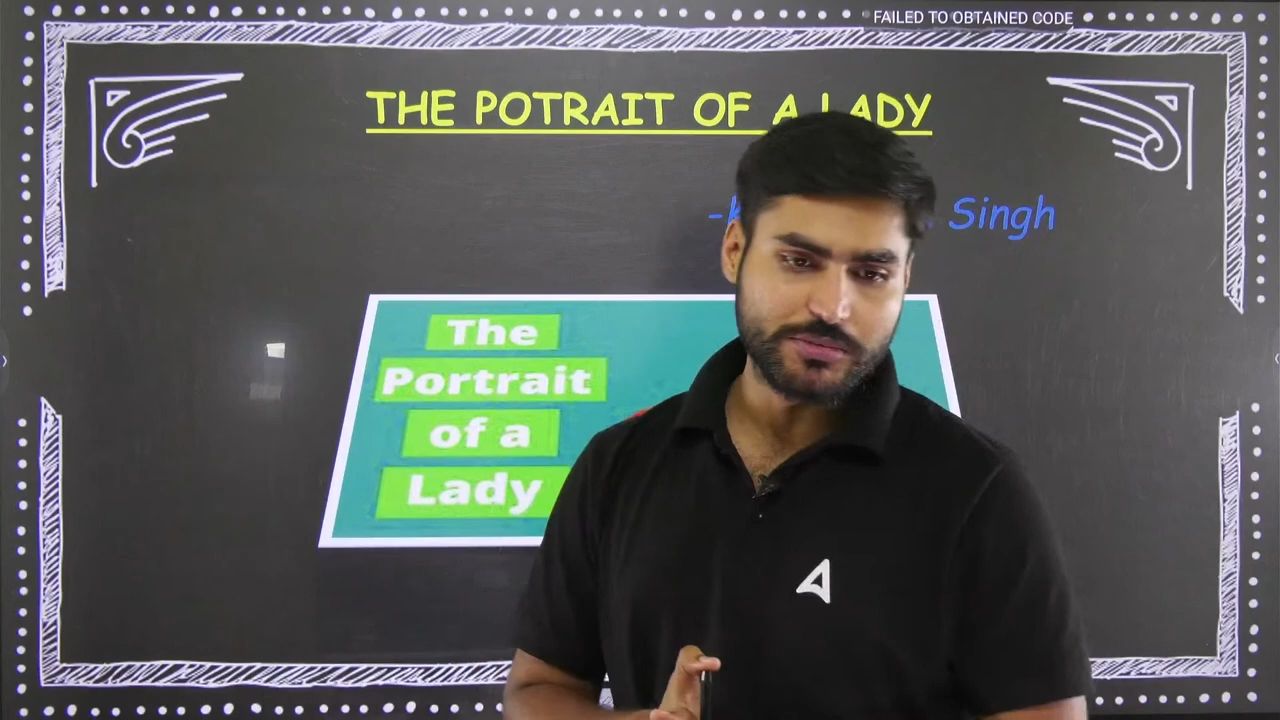 FAILED TO OBTAINED CODE
THE POTRAIT OF A LADY
Singh
The
Portrait
of a
Lady